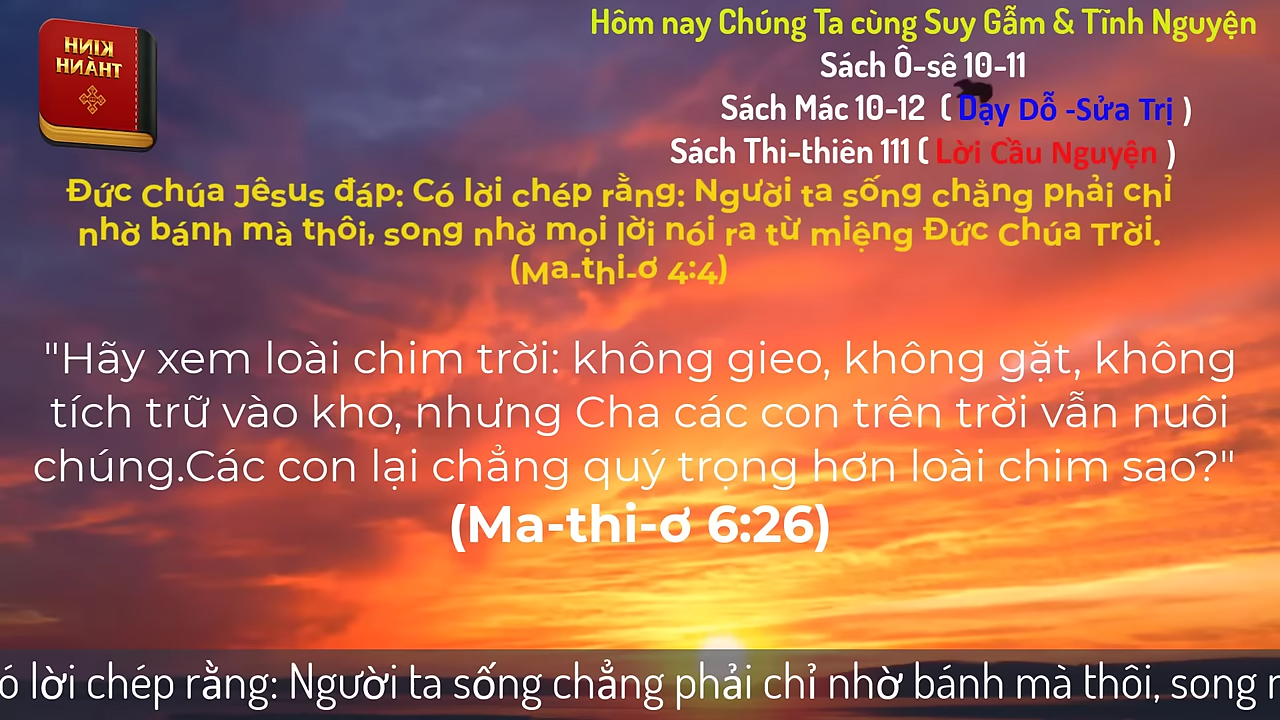 KINH
THÀNH
Hôm nay Chúng Ta cùng Suy Gẫm & Tĩnh Nguyện
Sách Ô-sê 10-11
Sách Mác 10-12 ( Dạy Dỗ -Sửa Trị )
Sách Thi-thiên 111 ( Lời Cầu Nguyện )
Đức Chúa Jêsus đáp: Có lời chép rằng: Người ta sống chẳng phải chỉ
nhờ bánh mà thôi, song nhờ mọi lời nói ra từ miệng Đức Chúa Trời.
(Ma-thi-ơ 4:4)
"Hãy xem loài chim trời: không gieo, không gặt, không
tích trữ vào kho, nhưng Cha các con trên trời vẫn nuôi
chúng.Các con lại chẳng quý trọng hơn loài chim sao?"
(Ma-thi-ơ 6:26)
ó lời chép rằng: Người ta sống chẳng phải chỉ nhờ bánh mà thôi, song